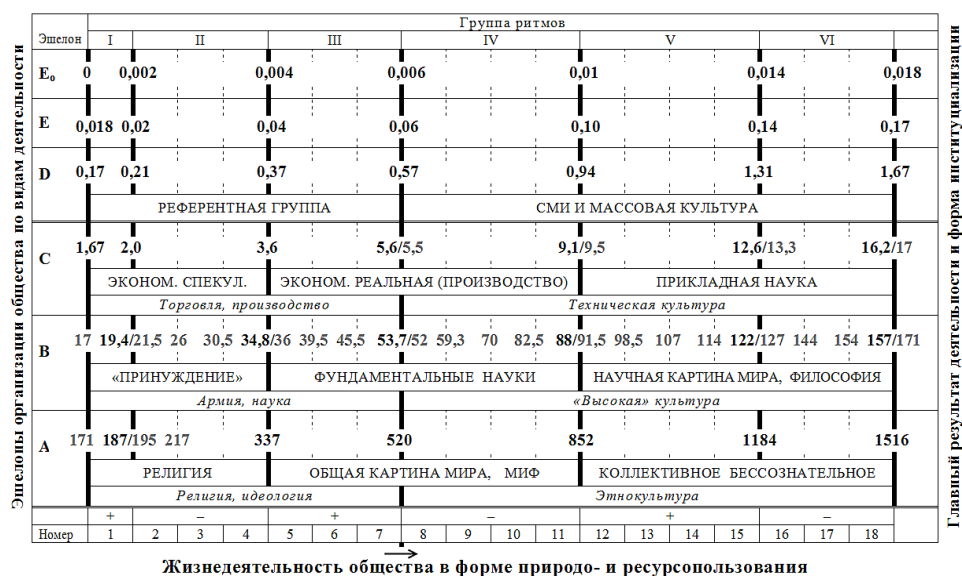 Эшелоны организации общества по видам деятельности
Группа ритмов
Эшелон I II III IV V VI
E₀ 0 0,002 0,004 0,006 0,01 0,014 0,018
E 0,018 0,02 0,04 0,06 0,10 0,14 0,17
D 0,17 0,21 0,37 0,57 0,94 1,31 1,67
РЕФЕРЕНТНАЯ ГРУППА СМИ И МАССОВАЯ КУЛЬТУРА
C 1,67 2,0 3,6 5,6/5,5 9,1/9,5 12,6/13,3 16,2/17
ЭКОНОМ. СПЕКУЛ. ЭКОНОМ. РЕАЛЬНАЯ (ПРОИЗВОДСТВО) ПРИКЛАДНАЯ НАУКА
Торговля, производство Техническая культура
B 17 19,4/21,5 26 30,5 34,8/36 39,5 45,5 53,7/52 59,3 70 82,5 88/91,5 98,5 107 114 122/127 144 154 157/171
«ПРИНУЖДЕНИЕ» ФУНДАМЕНТАЛЬНЫЕ НАУКИ НАУЧНАЯ КАРТИНА МИРА, ФИЛОСОФИЯ
Армия, наука «Высокая» культура
A 171 187/195 217 337 520 852 1184 1516
РЕЛИГИЯ ОБЩАЯ КАРТИНА МИРА, МИФ КОЛЛЕКТИВНОЕ БЕССОЗНАТЕЛЬНОЕ
Религия, идеология Этнокультура
+ – + – + –
Номер 1 2 3 4 5 6 7 8 9 10 11 12 13 14 15 16 17 18
Жизнедеятельность общества в форме природо- и ресурсопользования
Главный результат деятельности и форма институциализации